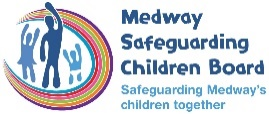 Medway
Safeguarding
Children Board
Safeguarding Medway's
children together